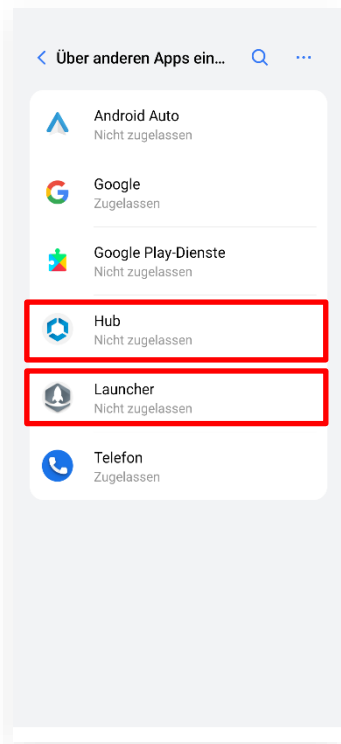 Über anderen Apps ein...
Android Auto
Nicht zugelassen
Google
Zugelassen
Google Play-Dienste
Nicht zugelassen
Hub
Nicht zugelassen
Launcher
Nicht zugelassen
Telefon
Zugelassen